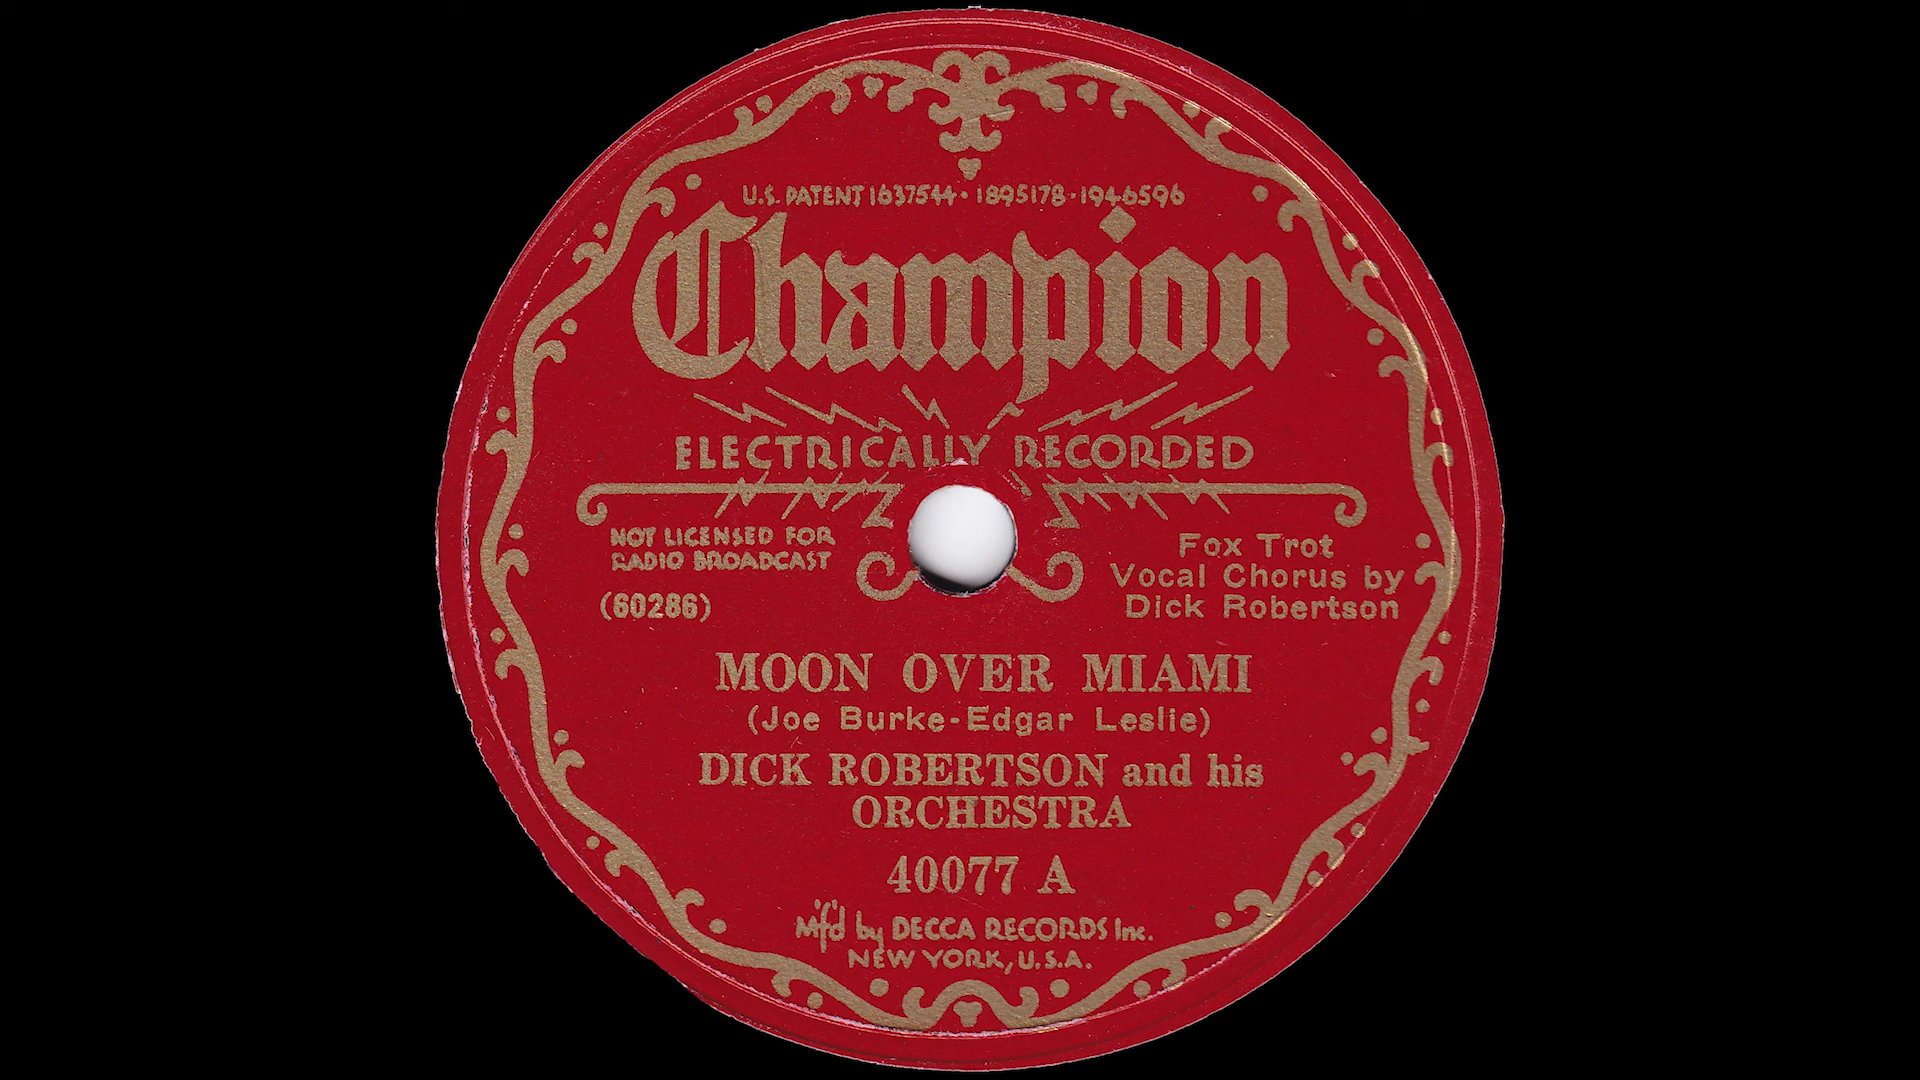 U.S. PATENT 1637544 · 1895178 · 1946596
Champion
ELECTRICALLY RECORDED
NOT LICENSED FOR
RADIO BROADCAST
(60286)
Fox Trot
Vocal Chorus by
Dick Robertson
MOON OVER MIAMI
(Joe Burke-Edgar Leslie)
DICK ROBERTSON and his
ORCHESTRA
40077 A
M'f'd by DECCA RECORDS Inc.
NEW YORK, U.S.A.